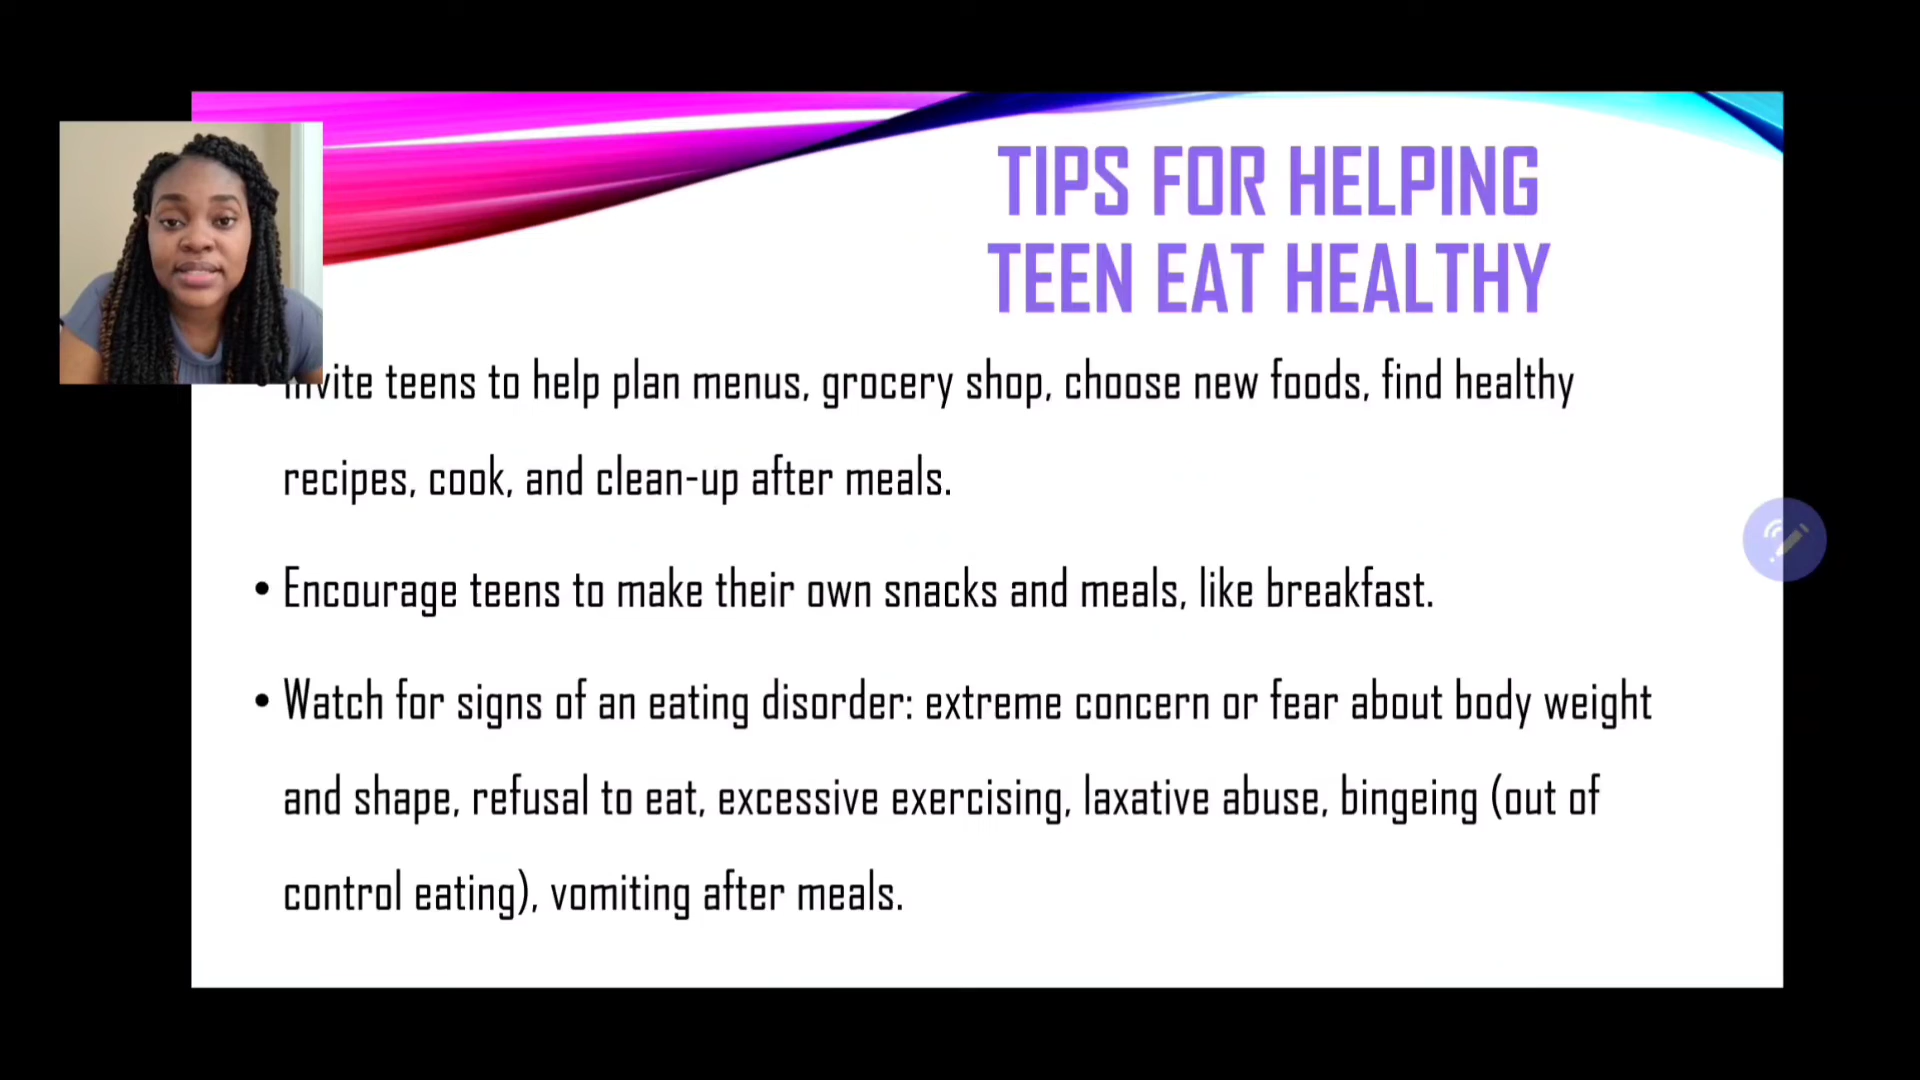 TIPS FOR HELPING
TEEN EAT HEALTHY
• Invite teens to help plan menus, grocery shop, choose new foods, find healthy
recipes, cook, and clean-up after meals.
• Encourage teens to make their own snacks and meals, like breakfast.
• Watch for signs of an eating disorder: extreme concern or fear about body weight
and shape, refusal to eat, excessive exercising, laxative abuse, bingeing (out of
control eating), vomiting after meals.